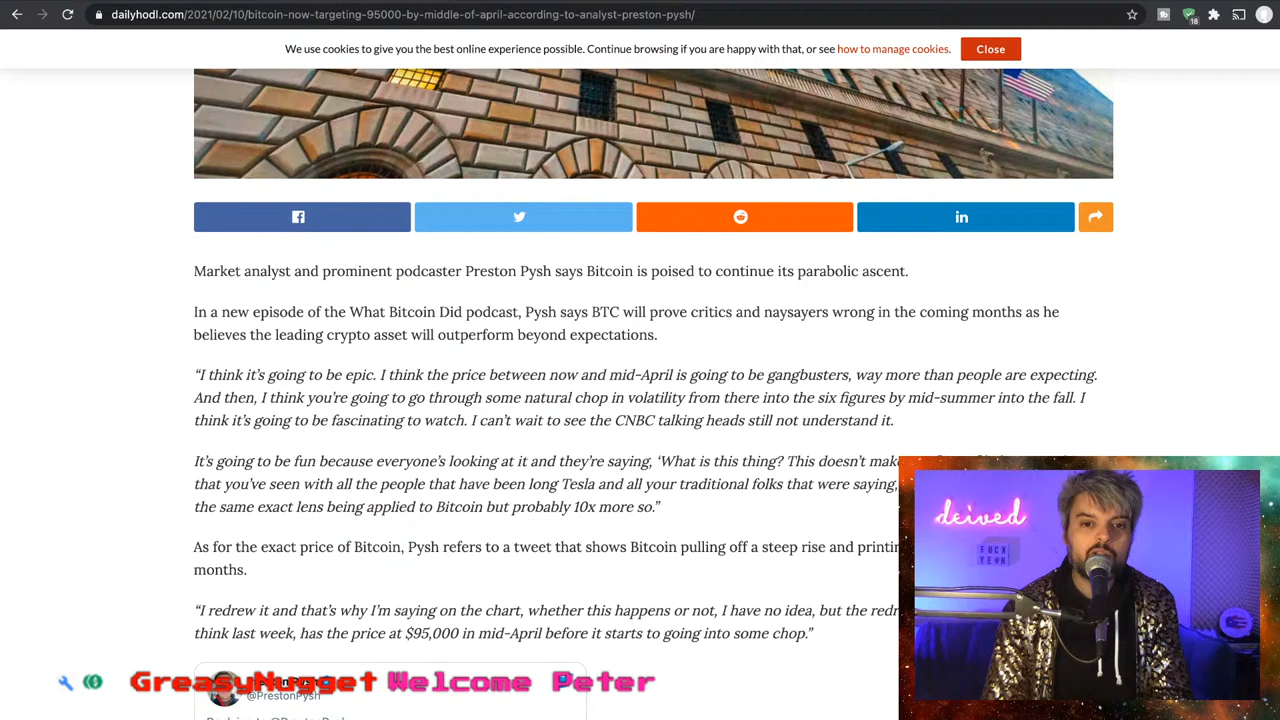 dailyhodl.com/2021/02/10/bitcoin-now-targeting-95000-by-middle-of-april-according-to-analyst-preston-pysh/
18
We use cookies to give you the best online experience possible. Continue browsing if you are happy with that, or see how to manage cookies.
Close
Market analyst and prominent podcaster Preston Pysh says Bitcoin is poised to continue its parabolic ascent.
In a new episode of the What Bitcoin Did podcast, Pysh says BTC will prove critics and naysayers wrong in the coming months as he
believes the leading crypto asset will outperform beyond expectations.
“I think it’s going to be epic. I think the price between now and mid-April is going to be gangbusters, way more than people are expecting.
And then, I think you’re going to go through some natural chop in volatility from there into the six figures by mid-summer into the fall. I
think it’s going to be fascinating to watch. I can’t wait to see the CNBC talking heads still not understand it.
It’s going to be fun because everyone’s looking at it and they’re saying, ‘What is this thing? This doesn’t mak
that you’ve seen with all the people that have been long Tesla and all your traditional folks that were saying,
the same exact lens being applied to Bitcoin but probably 10x more so.”
As for the exact price of Bitcoin, Pysh refers to a tweet that shows Bitcoin pulling off a steep rise and printin
months.
“I redrew it and that’s why I’m saying on the chart, whether this happens or not, I have no idea, but the redr
think last week, has the price at $95,000 in mid-April before it starts to going into some chop.”
deived
FUCK
YEAH
GreasyNugget Welcome Peter
@PrestonPysh